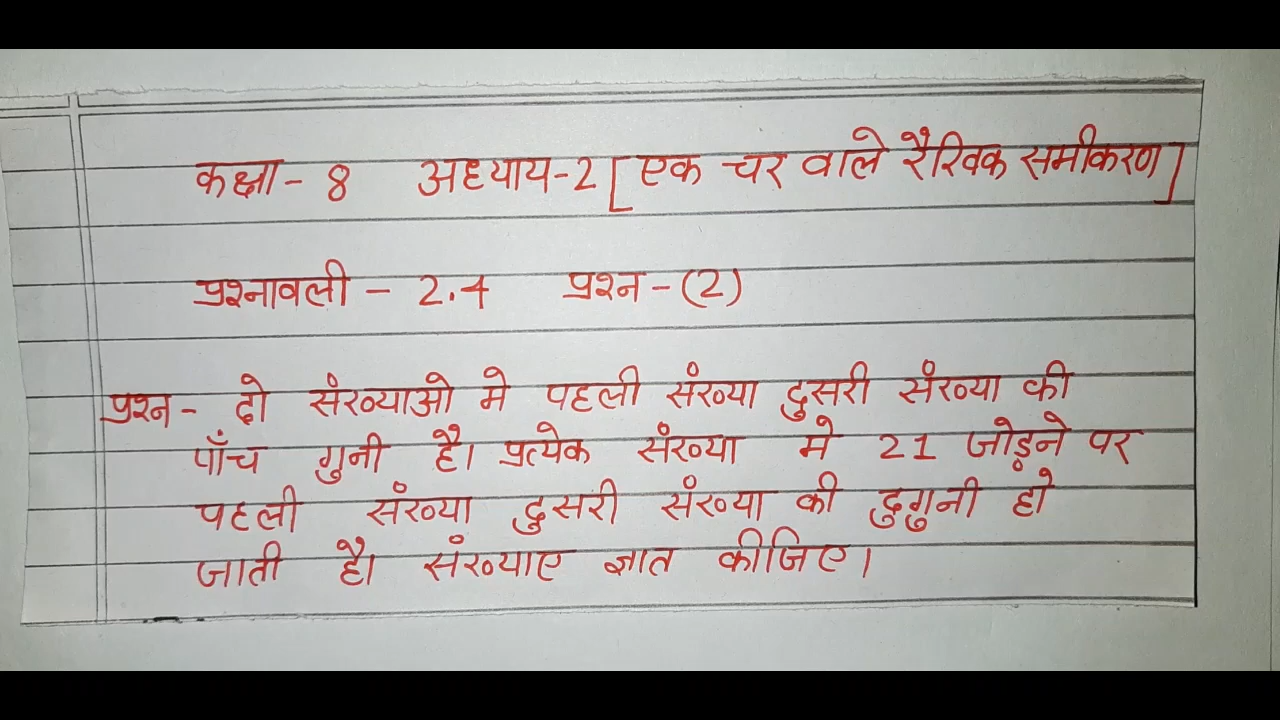 कक्षा - 8 अध्याय-2 [एक चर वाले रैखिक समीकरण]
प्रश्नावली - 2.4 प्रश्न-(2)
प्रश्न- दो संख्याओ मे पहली संख्या दुसरी संख्या की
पाँच गुनी है। प्रत्येक संख्या मे 21 जोड़ने पर
पहली संख्या दुसरी संख्या की दुगुनी हो
जाती है। संख्याए ज्ञात कीजिए।